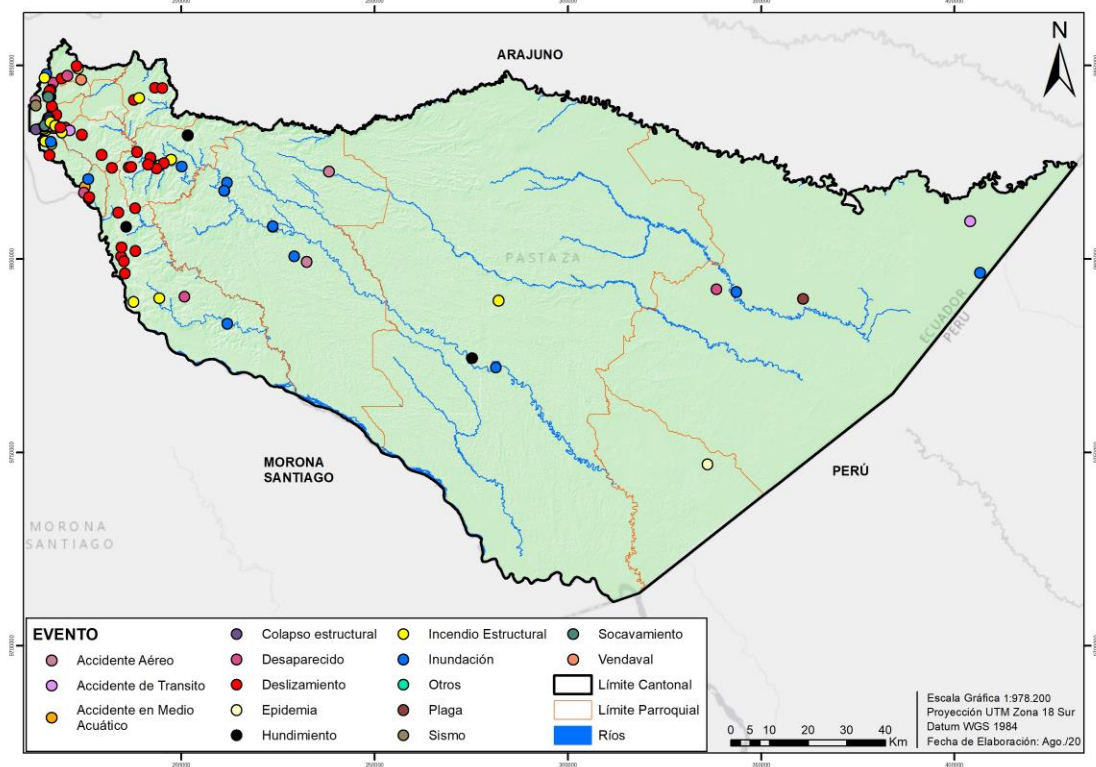 N
ARAJUNO
PASTAZA
ECUADOR
PERÚ
MORONA
SANTIAGO
PERÚ
MORONA
SANTIAGO
EVENTO
Accidente Aéreo
Accidente de Transito
Accidente en Medio
Acuático
Colapso estructural
Desaparecido
Deslizamiento
Epidemia
Hundimiento
Incendio Estructural
Inundación
Otros
Plaga
Sismo
Socavamiento
Vendaval
Límite Cantonal
Límite Parroquial
Ríos
0 5 10 20 30 40
Km
Escala Gráfica 1:978.200
Proyección UTM Zona 18 Sur
Datum WGS 1984
Fecha de Elaboración: Ago./20